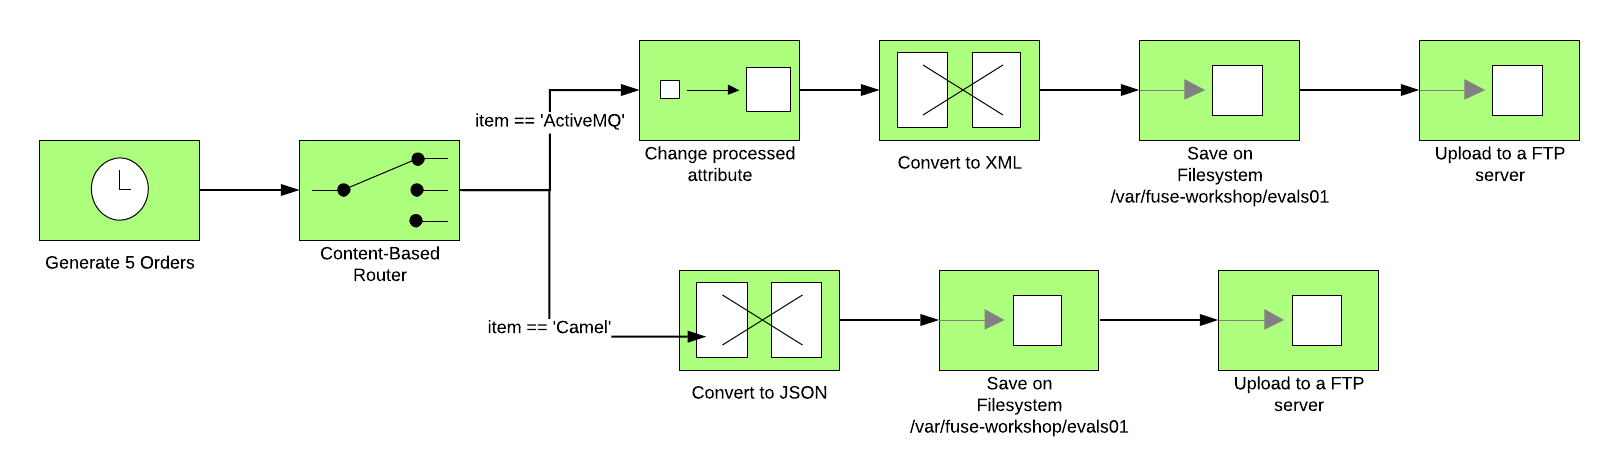 Generate 5 Orders
Content-Based
Router
item == 'ActiveMQ'
Change processed
attribute
Convert to XML
Save on
Filesystem
/var/fuse-workshop/evals01
Upload to a FTP
server
item == 'Camel'
Convert to JSON
Save on
Filesystem
/var/fuse-workshop/evals01
Upload to a FTP
server